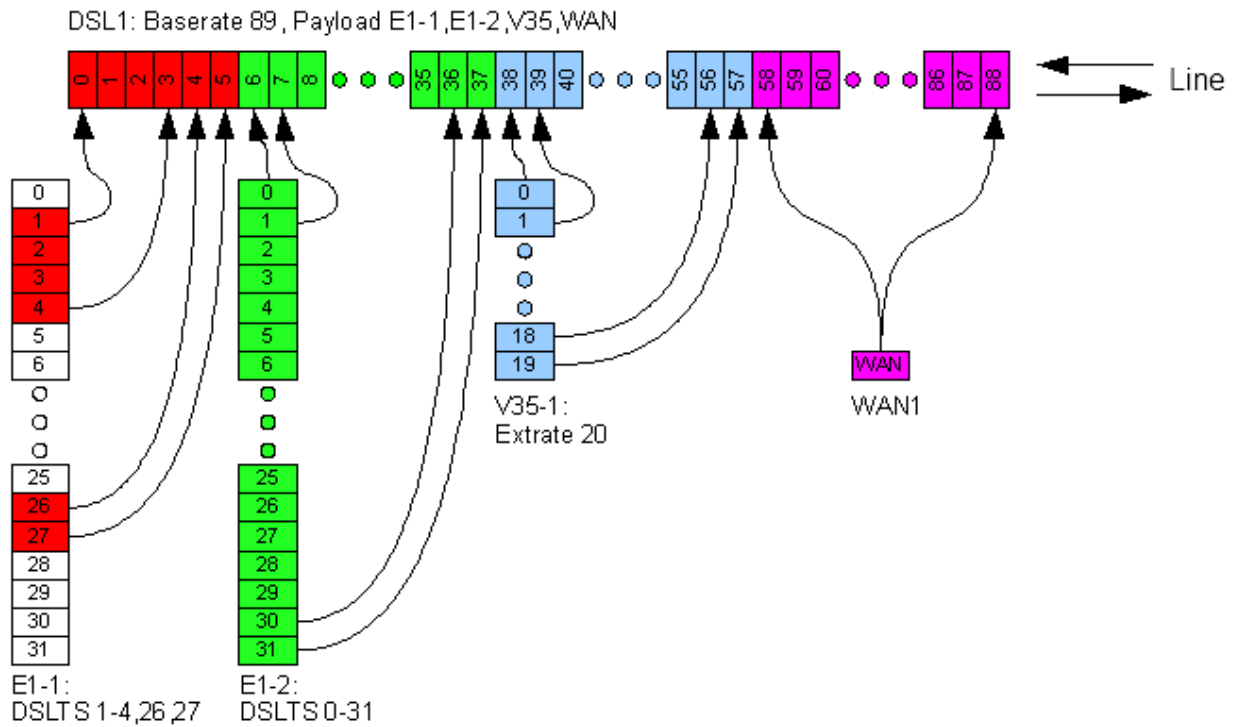 DSL1: Baserate 89, Payload E1-1,E1-2,V35,WAN
0 1 2 3 4 5 6 7 8 35 36 37 38 39 40 55 56 57 58 59 60 86 87 88
Line
0
1
2
3
4
5
6
25
26
27
28
29
30
31
E1-1:
DSLTS 1-4,26,27
0
1
2
3
4
5
6
25
26
27
28
29
30
31
E1-2:
DSLTS 0-31
0
1
18
19
V35-1:
Extrate 20
WAN
WAN1